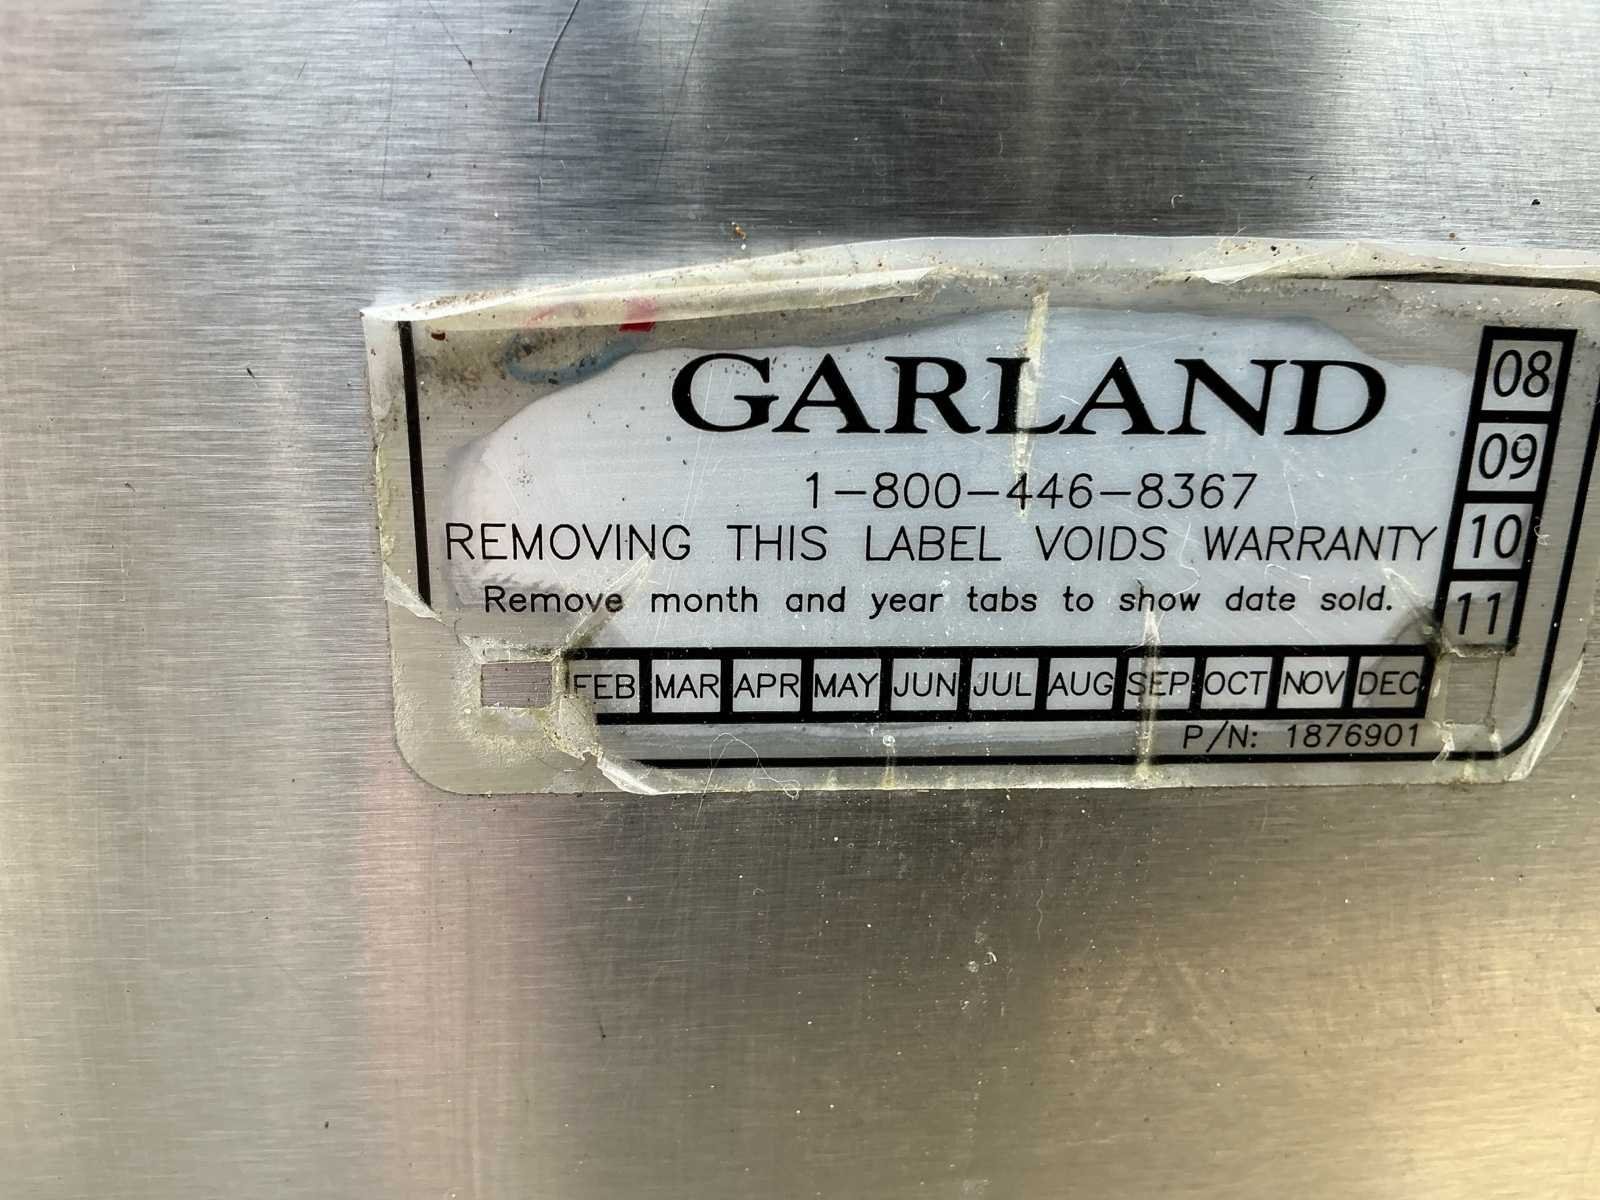 GARLAND
1-800-446-8367
REMOVING THIS LABEL VOIDS WARRANTY
Remove month and year tabs to show date sold.
08
09
10
11
FEB MAR APR MAY JUN JUL AUG SEP OCT NOV DEC
P/N: 1876901